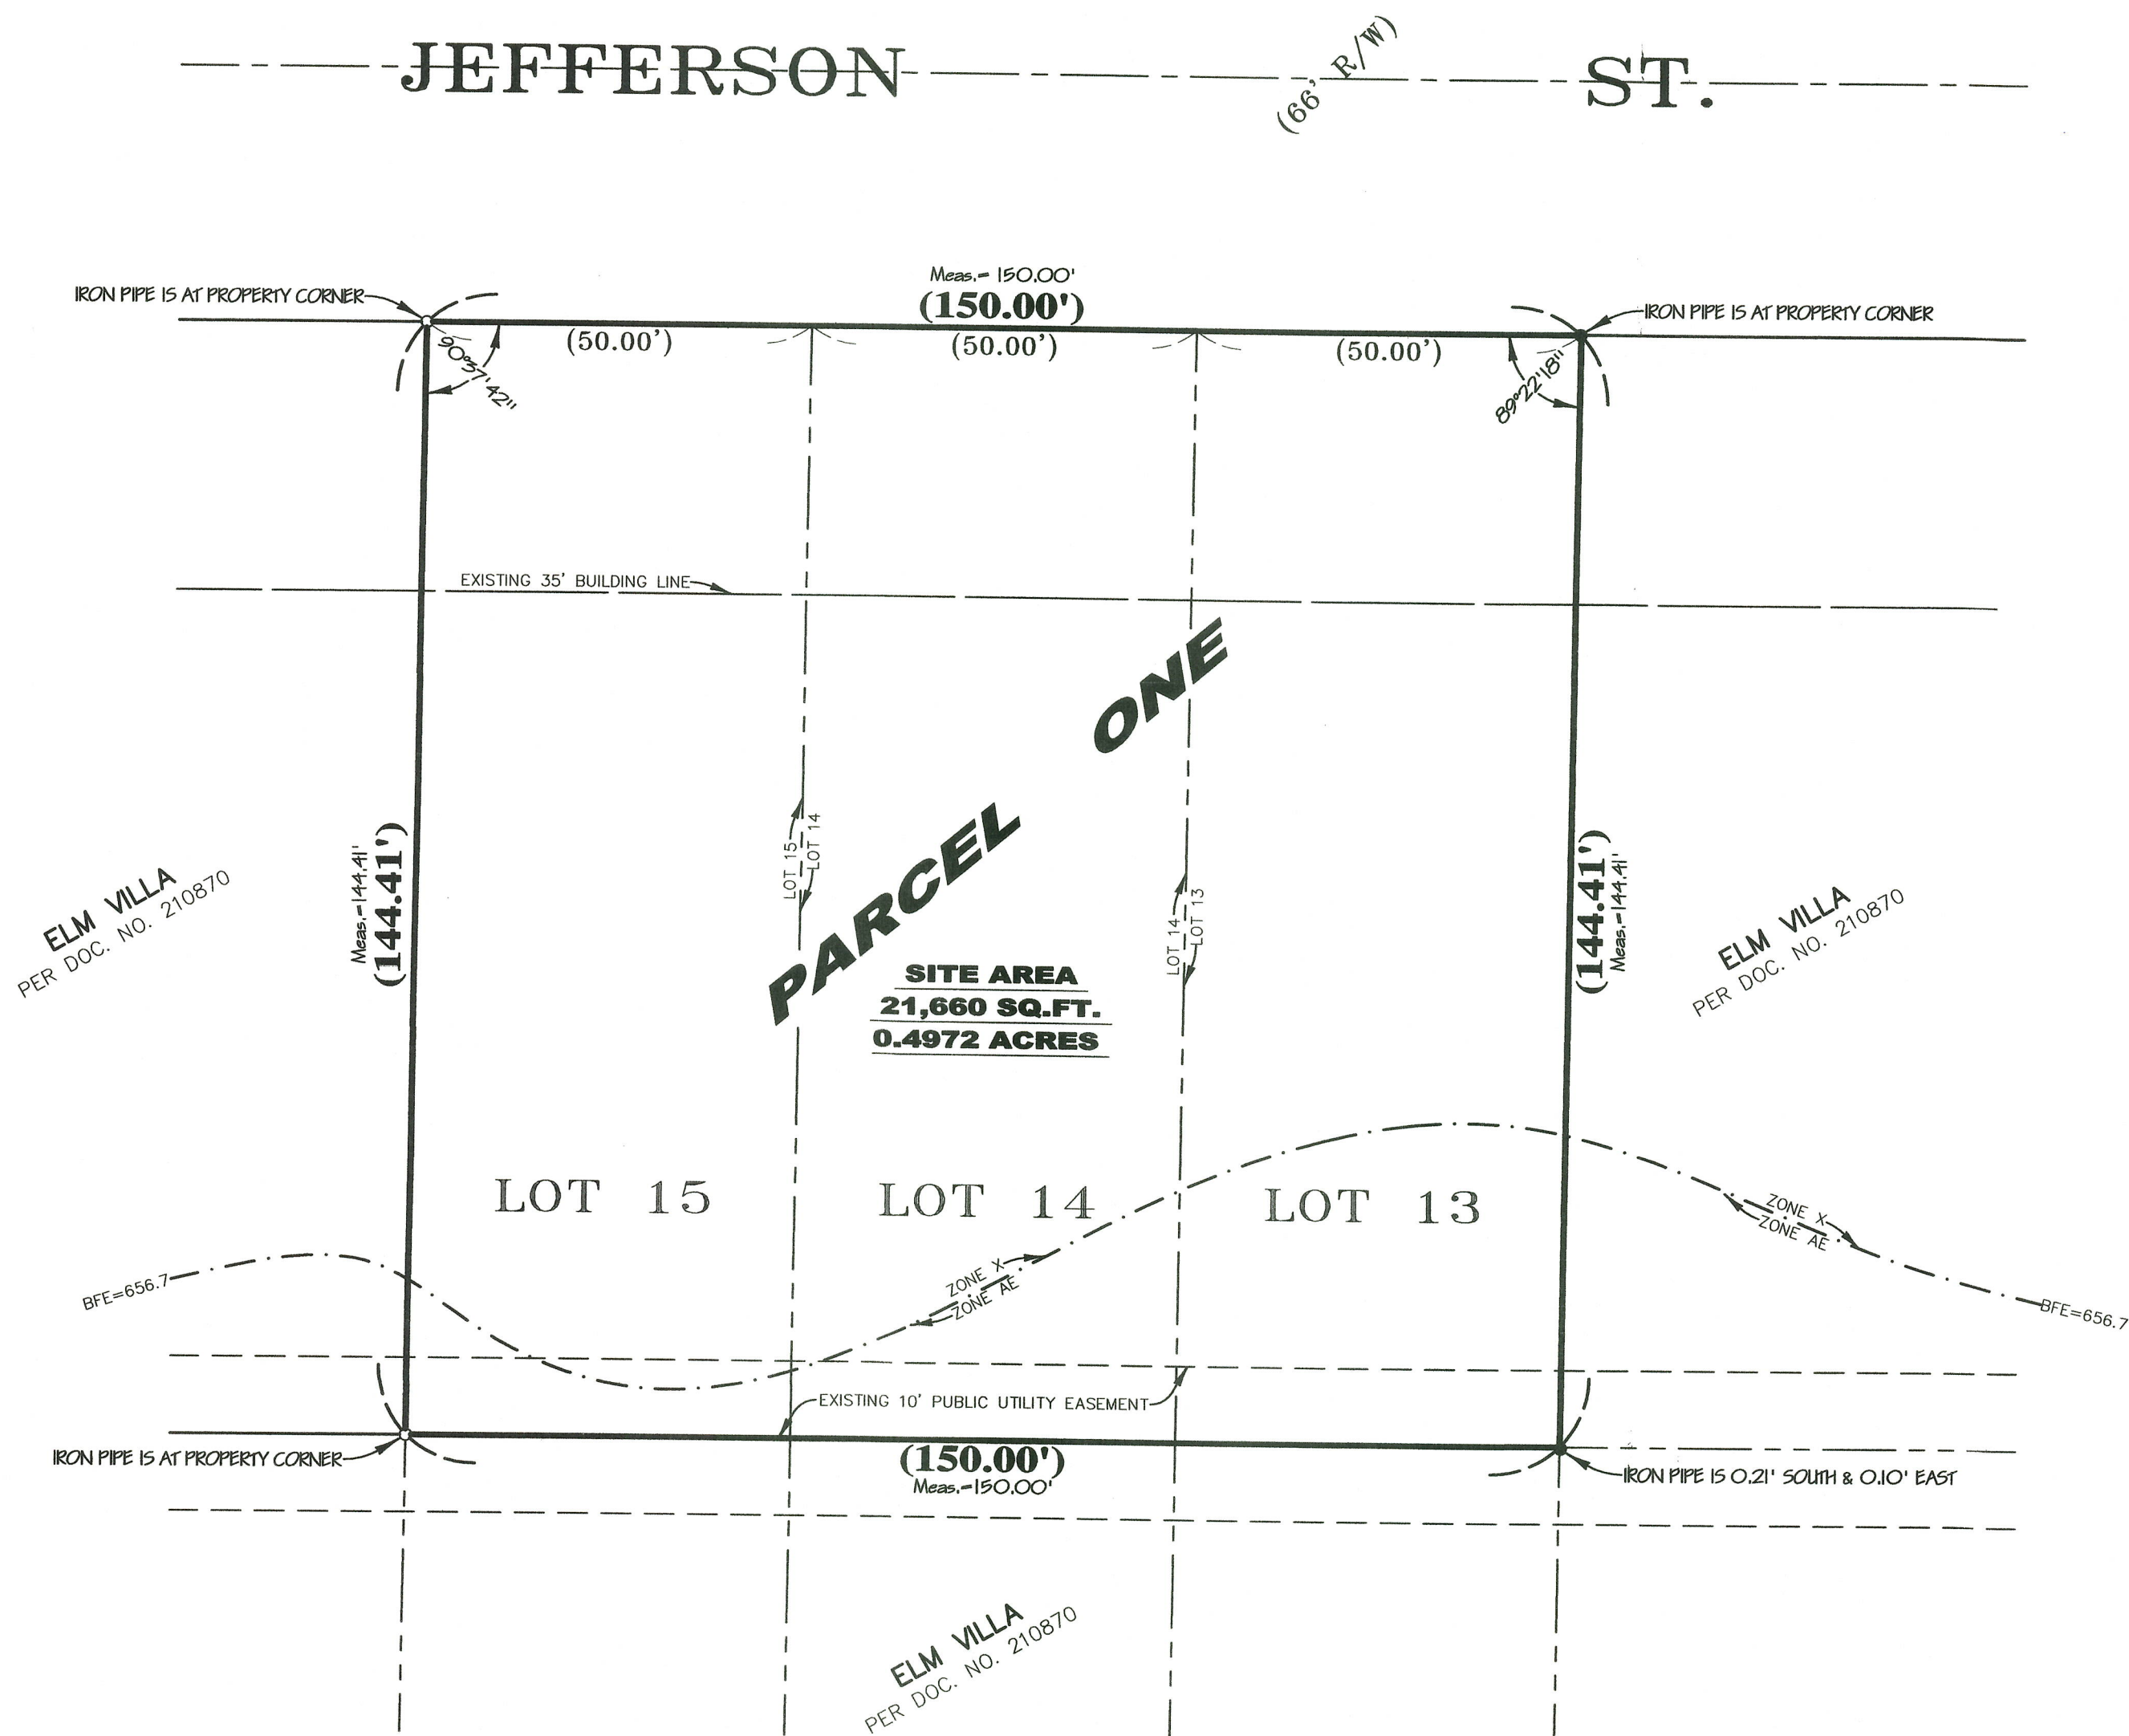 JEFFERSON ST.
(66' R/W)
Meas.= 150.00'
(150.00')
IRON PIPE IS AT PROPERTY CORNER
IRON PIPE IS AT PROPERTY CORNER
(50.00')
(50.00')
(50.00')
90°37'42"
89°22'18"
EXISTING 35' BUILDING LINE
PARCEL ONE
LOT 15
LOT 14
LOT 14
LOT 13
Meas.=144.41'
(144.41')
(144.41')
Meas.=144.41'
ELM VILLA
PER DOC. NO. 210870
ELM VILLA
PER DOC. NO. 210870
SITE AREA
21,660 SQ.FT.
0.4972 ACRES
LOT 15
LOT 14
LOT 13
ZONE X
ZONE AE
ZONE X
ZONE AE
BFE=656.7
BFE=656.7
EXISTING 10' PUBLIC UTILITY EASEMENT
IRON PIPE IS AT PROPERTY CORNER
(150.00')
Meas.=150.00'
IRON PIPE IS 0.21' SOUTH & 0.10' EAST
ELM VILLA
PER DOC. NO. 210870